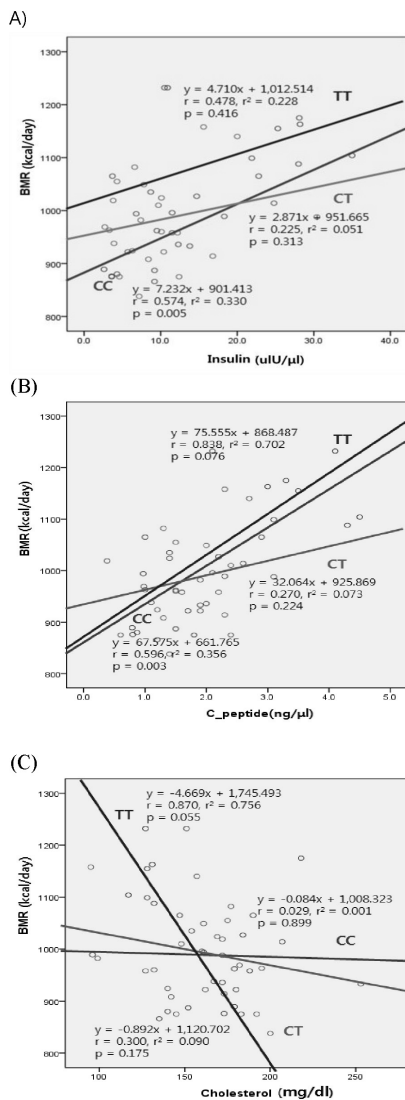 A)
1300
y = 4.710x + 1,012.514
r = 0.478, r² = 0.228
p = 0.416
TT
1200
1100
BMR (kcal/day)
1000
CT
2.871x + 951.665
r = 0.225, r² = 0.051
p = 0.313
900
CC
y = 7.232x + 901.413
r = 0.574, r² = 0.330
p = 0.005
800
0.0 10.0 20.0 30.0 40.0
Insulin (uIU/μl)
(B)
1300
y = 75.555x + 868.487
r = 0.838, r² = 0.702
p = 0.076
TT
1200
1100
BMR (kcal/day)
1000
CT
32.064x + 925.869
r = 0.270, r² = 0.073
p = 0.224
900
CC
y = 67.575x + 661.765
r = 0.596, r² = 0.356
p = 0.003
800
0.0 1.0 2.0 3.0 4.0 5.0
C_peptide(ng/μl)
(C)
y = -4.669x + 1,745.493
r = 0.870, r² = 0.756
p = 0.055
1300
TT
1200
1100
BMR (kcal/day)
y = -0.084x + 1,008.323
r = 0.029, r² = 0.001
p = 0.899
1000
CC
900
y = -0.892x + 1,120.702
r = 0.300, r² = 0.090
p = 0.175
CT
800
100 150 200 250
Cholesterol (mg/dl)